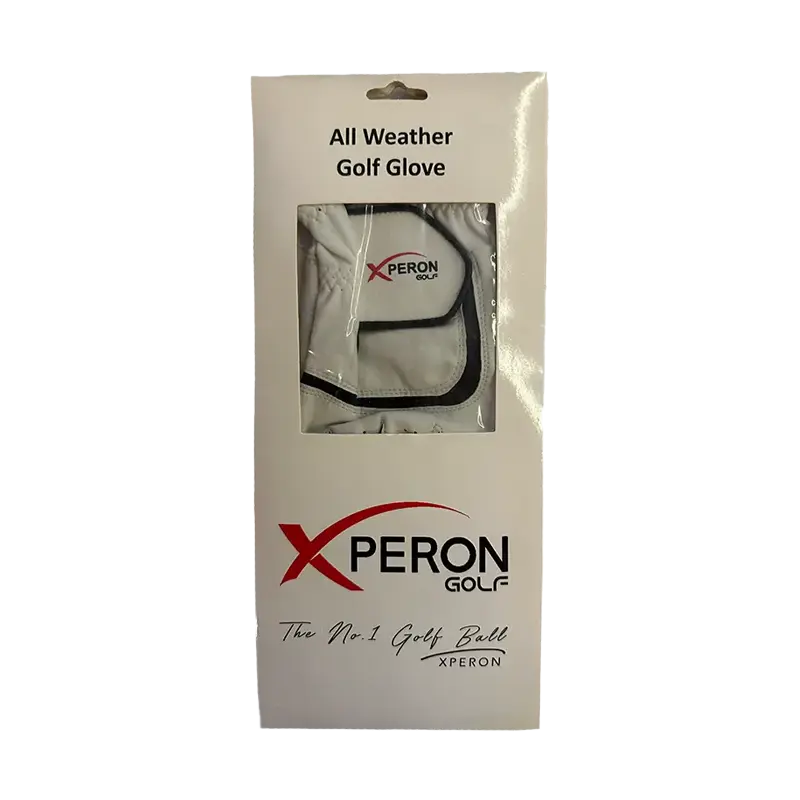 All Weather
Golf Glove
XPERON
GOLF
XPERON
GOLF
The No.1 Golf Ball
XPERON